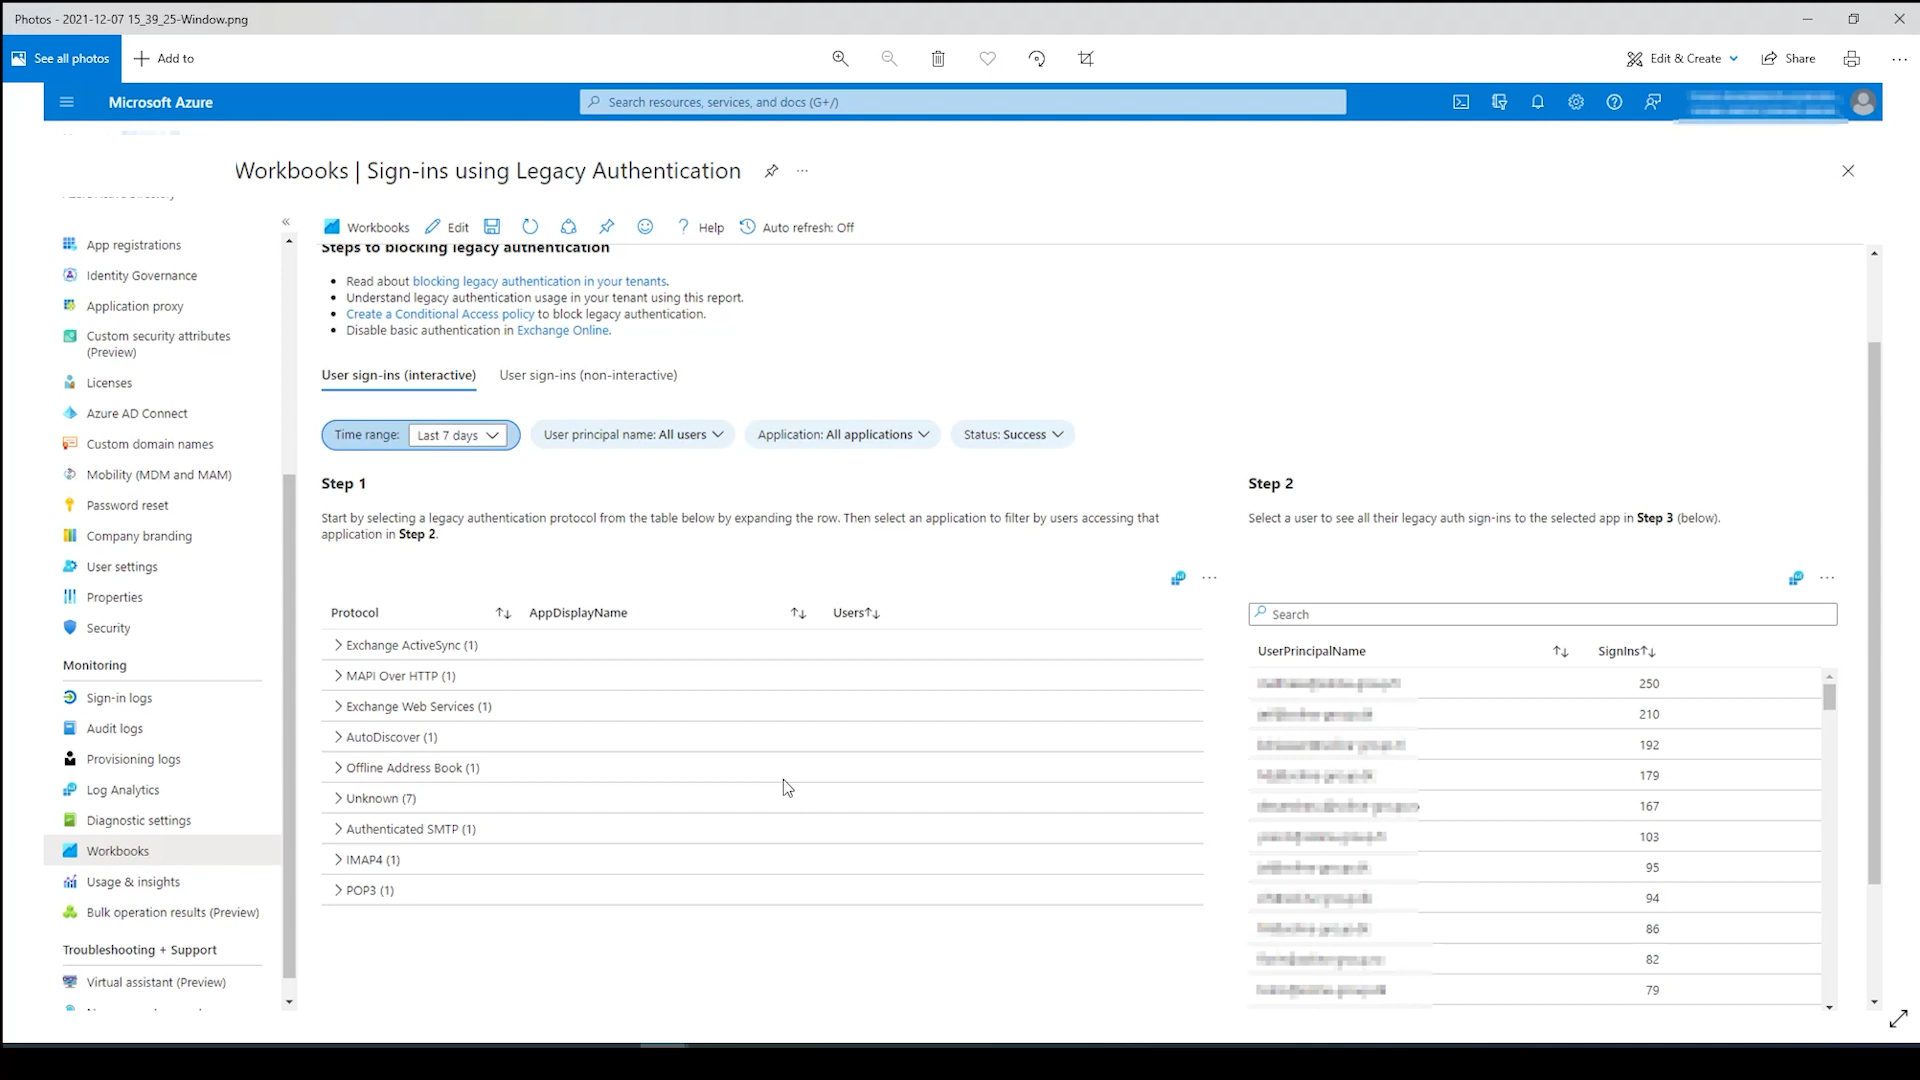 Photos - 2021-12-07 15_39_25-Window.png
See all photos
Add to
Edit & Create
Share
Microsoft Azure
Search resources, services, and docs (G+/)
Workbooks | Sign-ins using Legacy Authentication
Workbooks
Edit
Help
Auto refresh: Off
App registrations
Identity Governance
Application proxy
Custom security attributes
(Preview)
Licenses
Azure AD Connect
Custom domain names
Mobility (MDM and MAM)
Password reset
Company branding
User settings
Properties
Security
Monitoring
Sign-in logs
Audit logs
Provisioning logs
Log Analytics
Diagnostic settings
Workbooks
Usage & insights
Bulk operation results (Preview)
Troubleshooting + Support
Virtual assistant (Preview)
Steps to blocking legacy authentication
Read about blocking legacy authentication in your tenants.
Understand legacy authentication usage in your tenant using this report.
Create a Conditional Access policy to block legacy authentication.
Disable basic authentication in Exchange Online.
User sign-ins (interactive)
User sign-ins (non-interactive)
Time range: Last 7 days
User principal name: All users
Application: All applications
Status: Success
Step 1
Start by selecting a legacy authentication protocol from the table below by expanding the row. Then select an application to filter by users accessing that
application in Step 2.
Protocol
AppDisplayName
Users
Exchange ActiveSync (1)
MAPI Over HTTP (1)
Exchange Web Services (1)
AutoDiscover (1)
Offline Address Book (1)
Unknown (7)
Authenticated SMTP (1)
IMAP4 (1)
POP3 (1)
Step 2
Select a user to see all their legacy auth sign-ins to the selected app in Step 3 (below).
Search
UserPrincipalName
SignIns
250
210
192
179
167
103
95
94
86
82
79